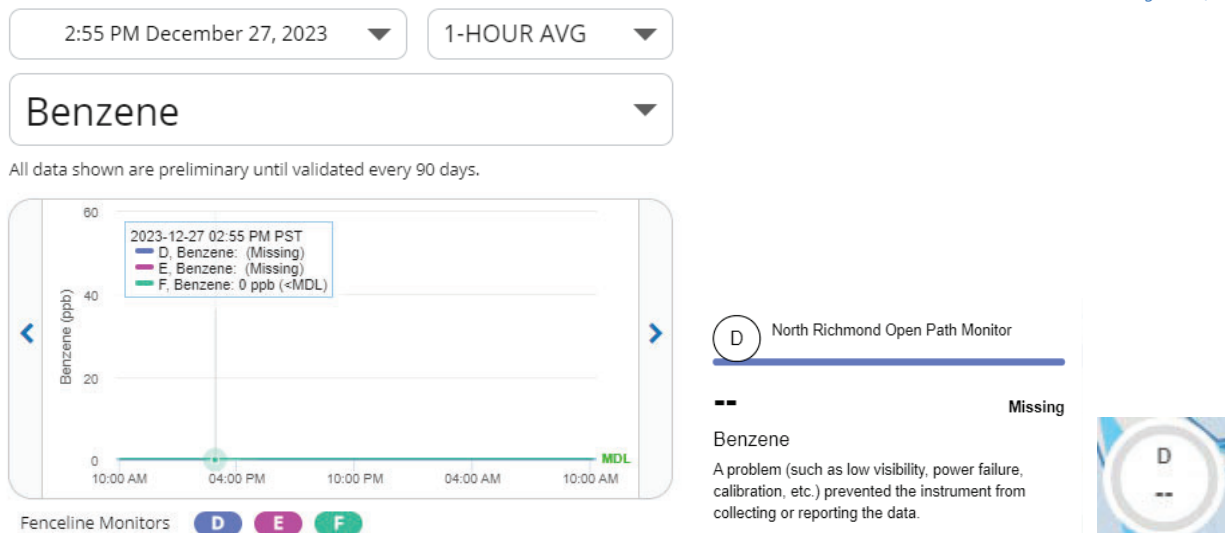 2:55 PM December 27, 2023
1-HOUR AVG
Benzene
All data shown are preliminary until validated every 90 days.
60
2023-12-27 02:55 PM PST
D, Benzene: (Missing)
E, Benzene: (Missing)
F, Benzene: 0 ppb (<MDL)
40
Benzene (ppb)
20
0
MDL
10:00 AM 04:00 PM 10:00 PM 04:00 AM 10:00 AM
Fenceline Monitors D E F
D North Richmond Open Path Monitor
-- Missing
Benzene
A problem (such as low visibility, power failure,
calibration, etc.) prevented the instrument from
collecting or reporting the data.
D
--